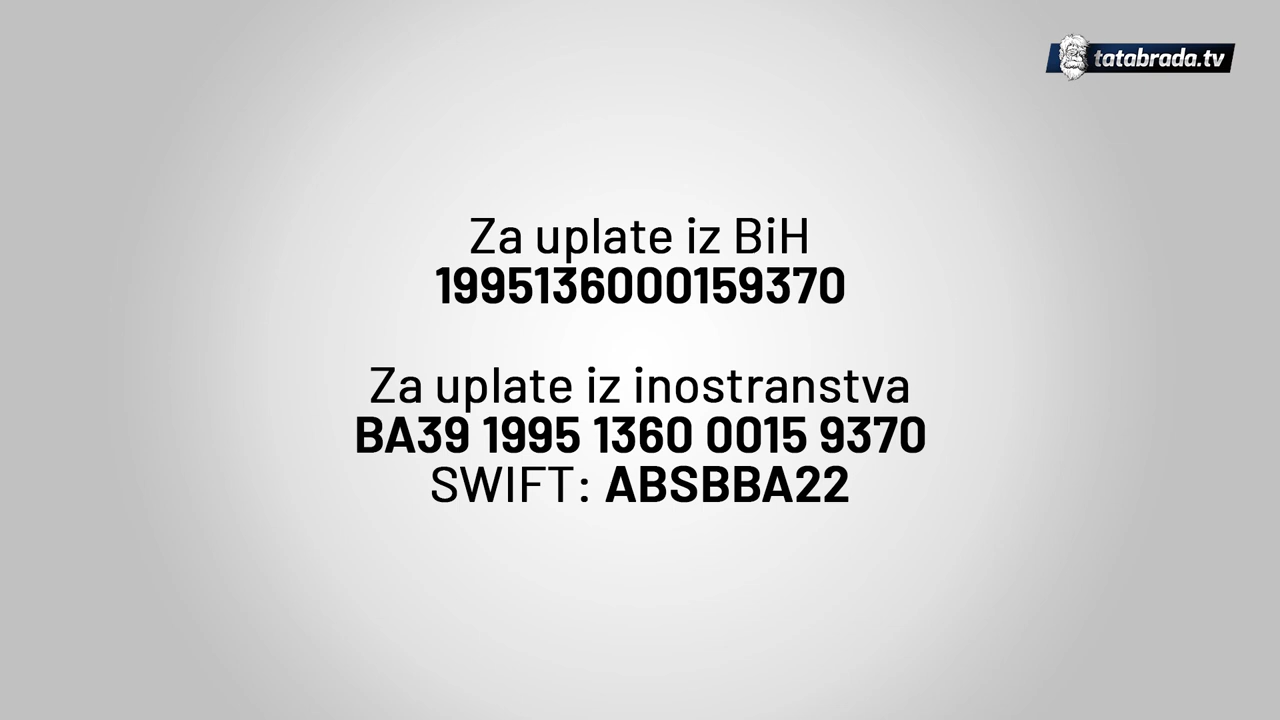 tatabrada.tv
Za uplate iz BiH
1995136000159370
Za uplate iz inostranstva
BA39 1995 1360 0015 9370
SWIFT: ABSBBA22